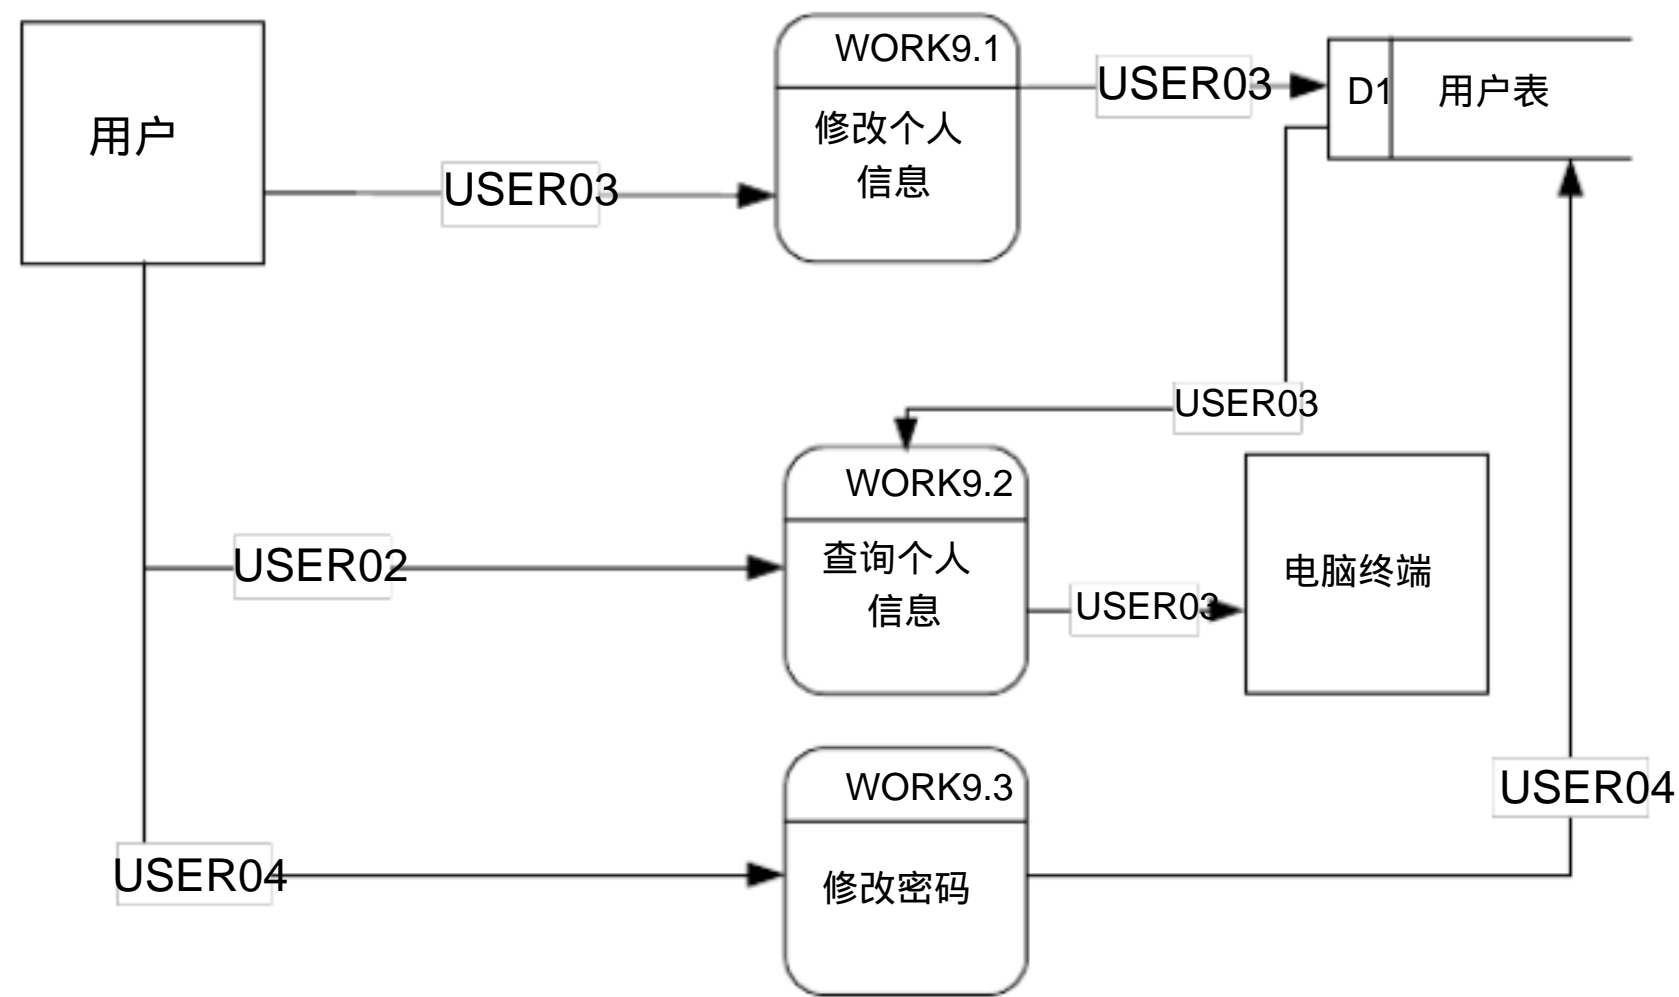 WORK9.1
USER03
D1
用户表
用户
修改个人
信息
USER03
USER03
WORK9.2
USER02
查询个人
信息
USER03
电脑终端
WORK9.3
USER04
USER04
修改密码